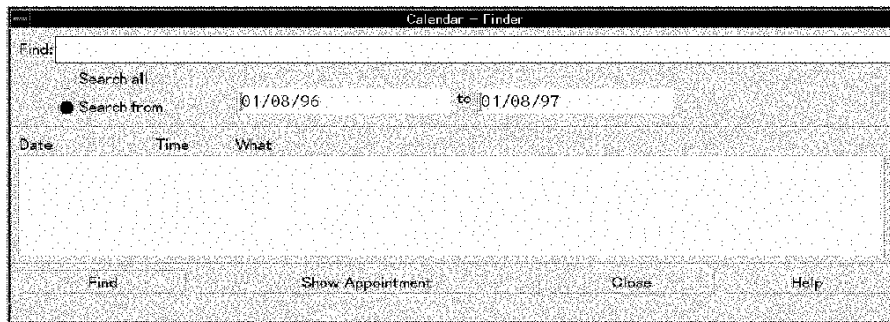 Calendar – Finder
Find:
Search all
Search from 01/08/96 to 01/08/97
Date Time What
Find Show Appointment Close Help